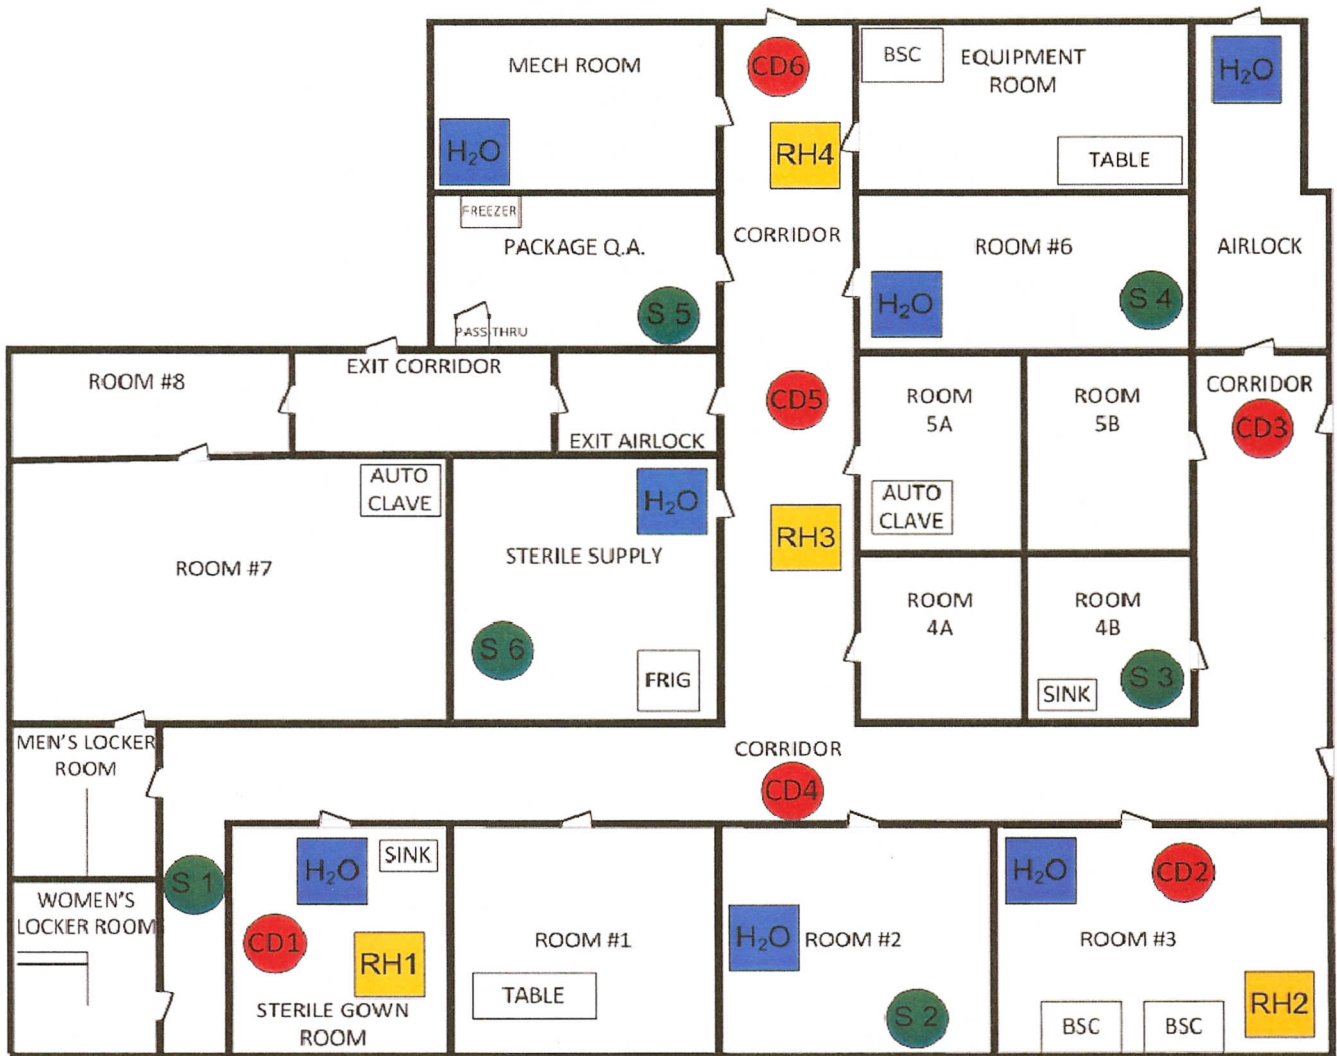 MECH ROOM
H₂O
CD6
RH4
BSC
EQUIPMENT
ROOM
TABLE
H₂O
FREEZER
PACKAGE Q.A.
PASS THRU
S 5
CORRIDOR
ROOM #6
H₂O
S 4
AIRLOCK
ROOM #8
EXIT CORRIDOR
EXIT AIRLOCK
CD5
ROOM
5A
AUTO
CLAVE
ROOM
5B
CORRIDOR
CD3
AUTO
CLAVE
ROOM #7
H₂O
STERILE SUPPLY
S 6
FRIG
RH3
ROOM
4A
ROOM
4B
S 3
SINK
MEN'S LOCKER
ROOM
CORRIDOR
CD4
WOMEN'S
LOCKER ROOM
S 1
H₂O
SINK
CD1
RH1
STERILE GOWN
ROOM
ROOM #1
TABLE
H₂O
ROOM #2
S 2
H₂O
CD2
ROOM #3
RH2
BSC
BSC